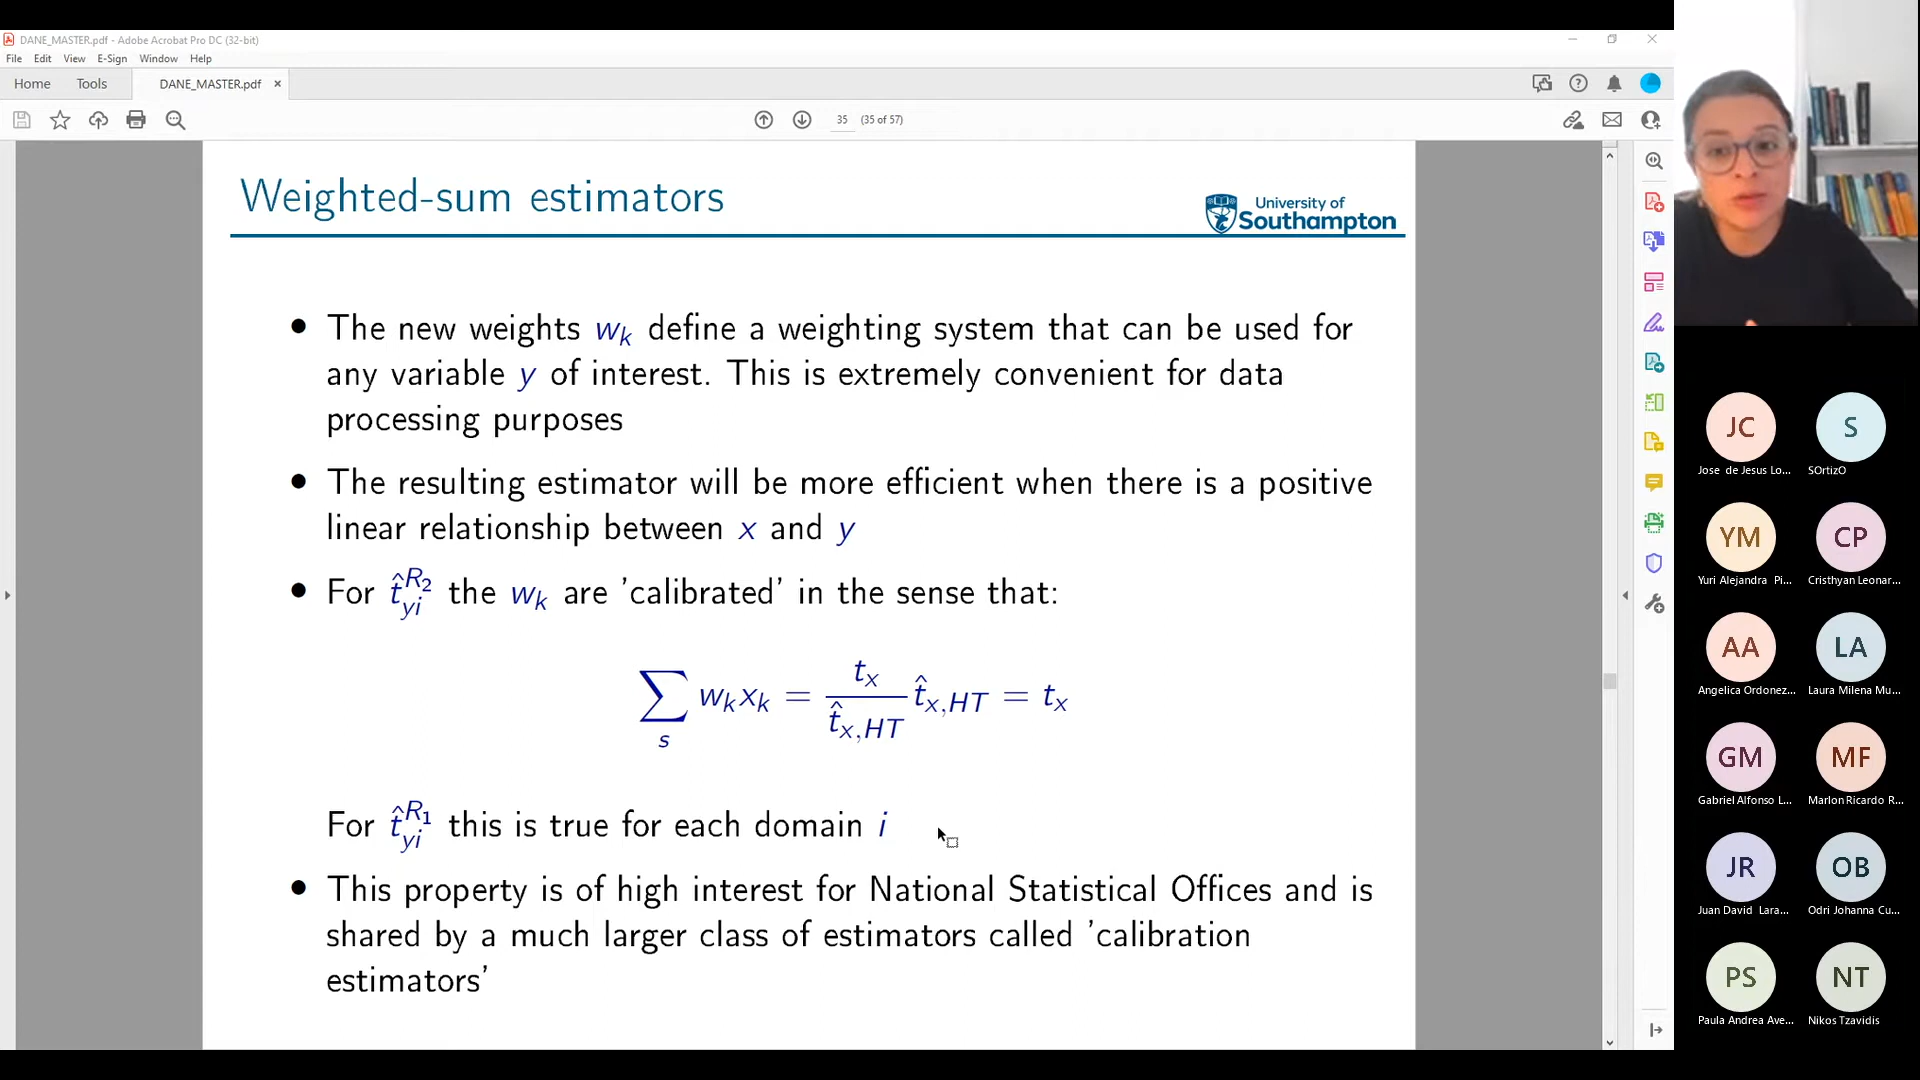 DANE_MASTER.pdf - Adobe Acrobat Pro DC (32-bit)
File Edit View E-Sign Window Help
Home Tools DANE_MASTER.pdf ×
35 (35 of 57)
Weighted-sum estimators
University of
Southampton
• The new weights w_k define a weighting system that can be used for
any variable y of interest. This is extremely convenient for data
processing purposes
• The resulting estimator will be more efficient when there is a positive
linear relationship between x and y
• For t̂_{yi}^{R_2} the w_k are 'calibrated' in the sense that:
∑_s w_k x_k = t_x / t̂_{x,HT} t̂_{x,HT} = t_x
For t̂_{yi}^{R_1} this is true for each domain i
• This property is of high interest for National Statistical Offices and is
shared by a much larger class of estimators called 'calibration
estimators'
JC S
Jose de Jesus Lo... SOrtizO
YM CP
Yuri Alejandra Pi... Cristhyan Leonar...
AA LA
Angelica Ordonez... Laura Milena Mu...
GM MF
Gabriel Alfonso L... Marlon Ricardo R...
JR OB
Juan David Lara... Odri Johanna Cu...
PS NT
Paula Andrea Ave... Nikos Tzavidis